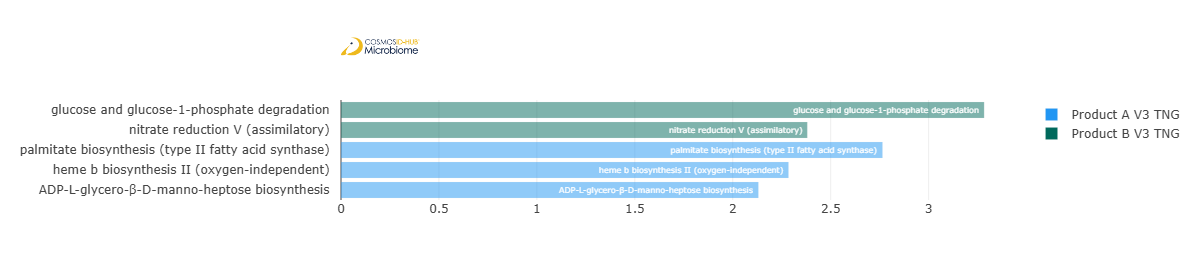 COSMOSID-HUB
Microbiome
glucose and glucose-1-phosphate degradation
glucose and glucose-1-phosphate degradation
nitrate reduction V (assimilatory)
nitrate reduction V (assimilatory)
palmitate biosynthesis (type II fatty acid synthase)
palmitate biosynthesis (type II fatty acid synthase)
heme b biosynthesis II (oxygen-independent)
heme b biosynthesis II (oxygen-independent)
ADP-L-glycero-β-D-manno-heptose biosynthesis
ADP-L-glycero-β-D-manno-heptose biosynthesis
0 0.5 1 1.5 2 2.5 3
Product A V3 TNG
Product B V3 TNG